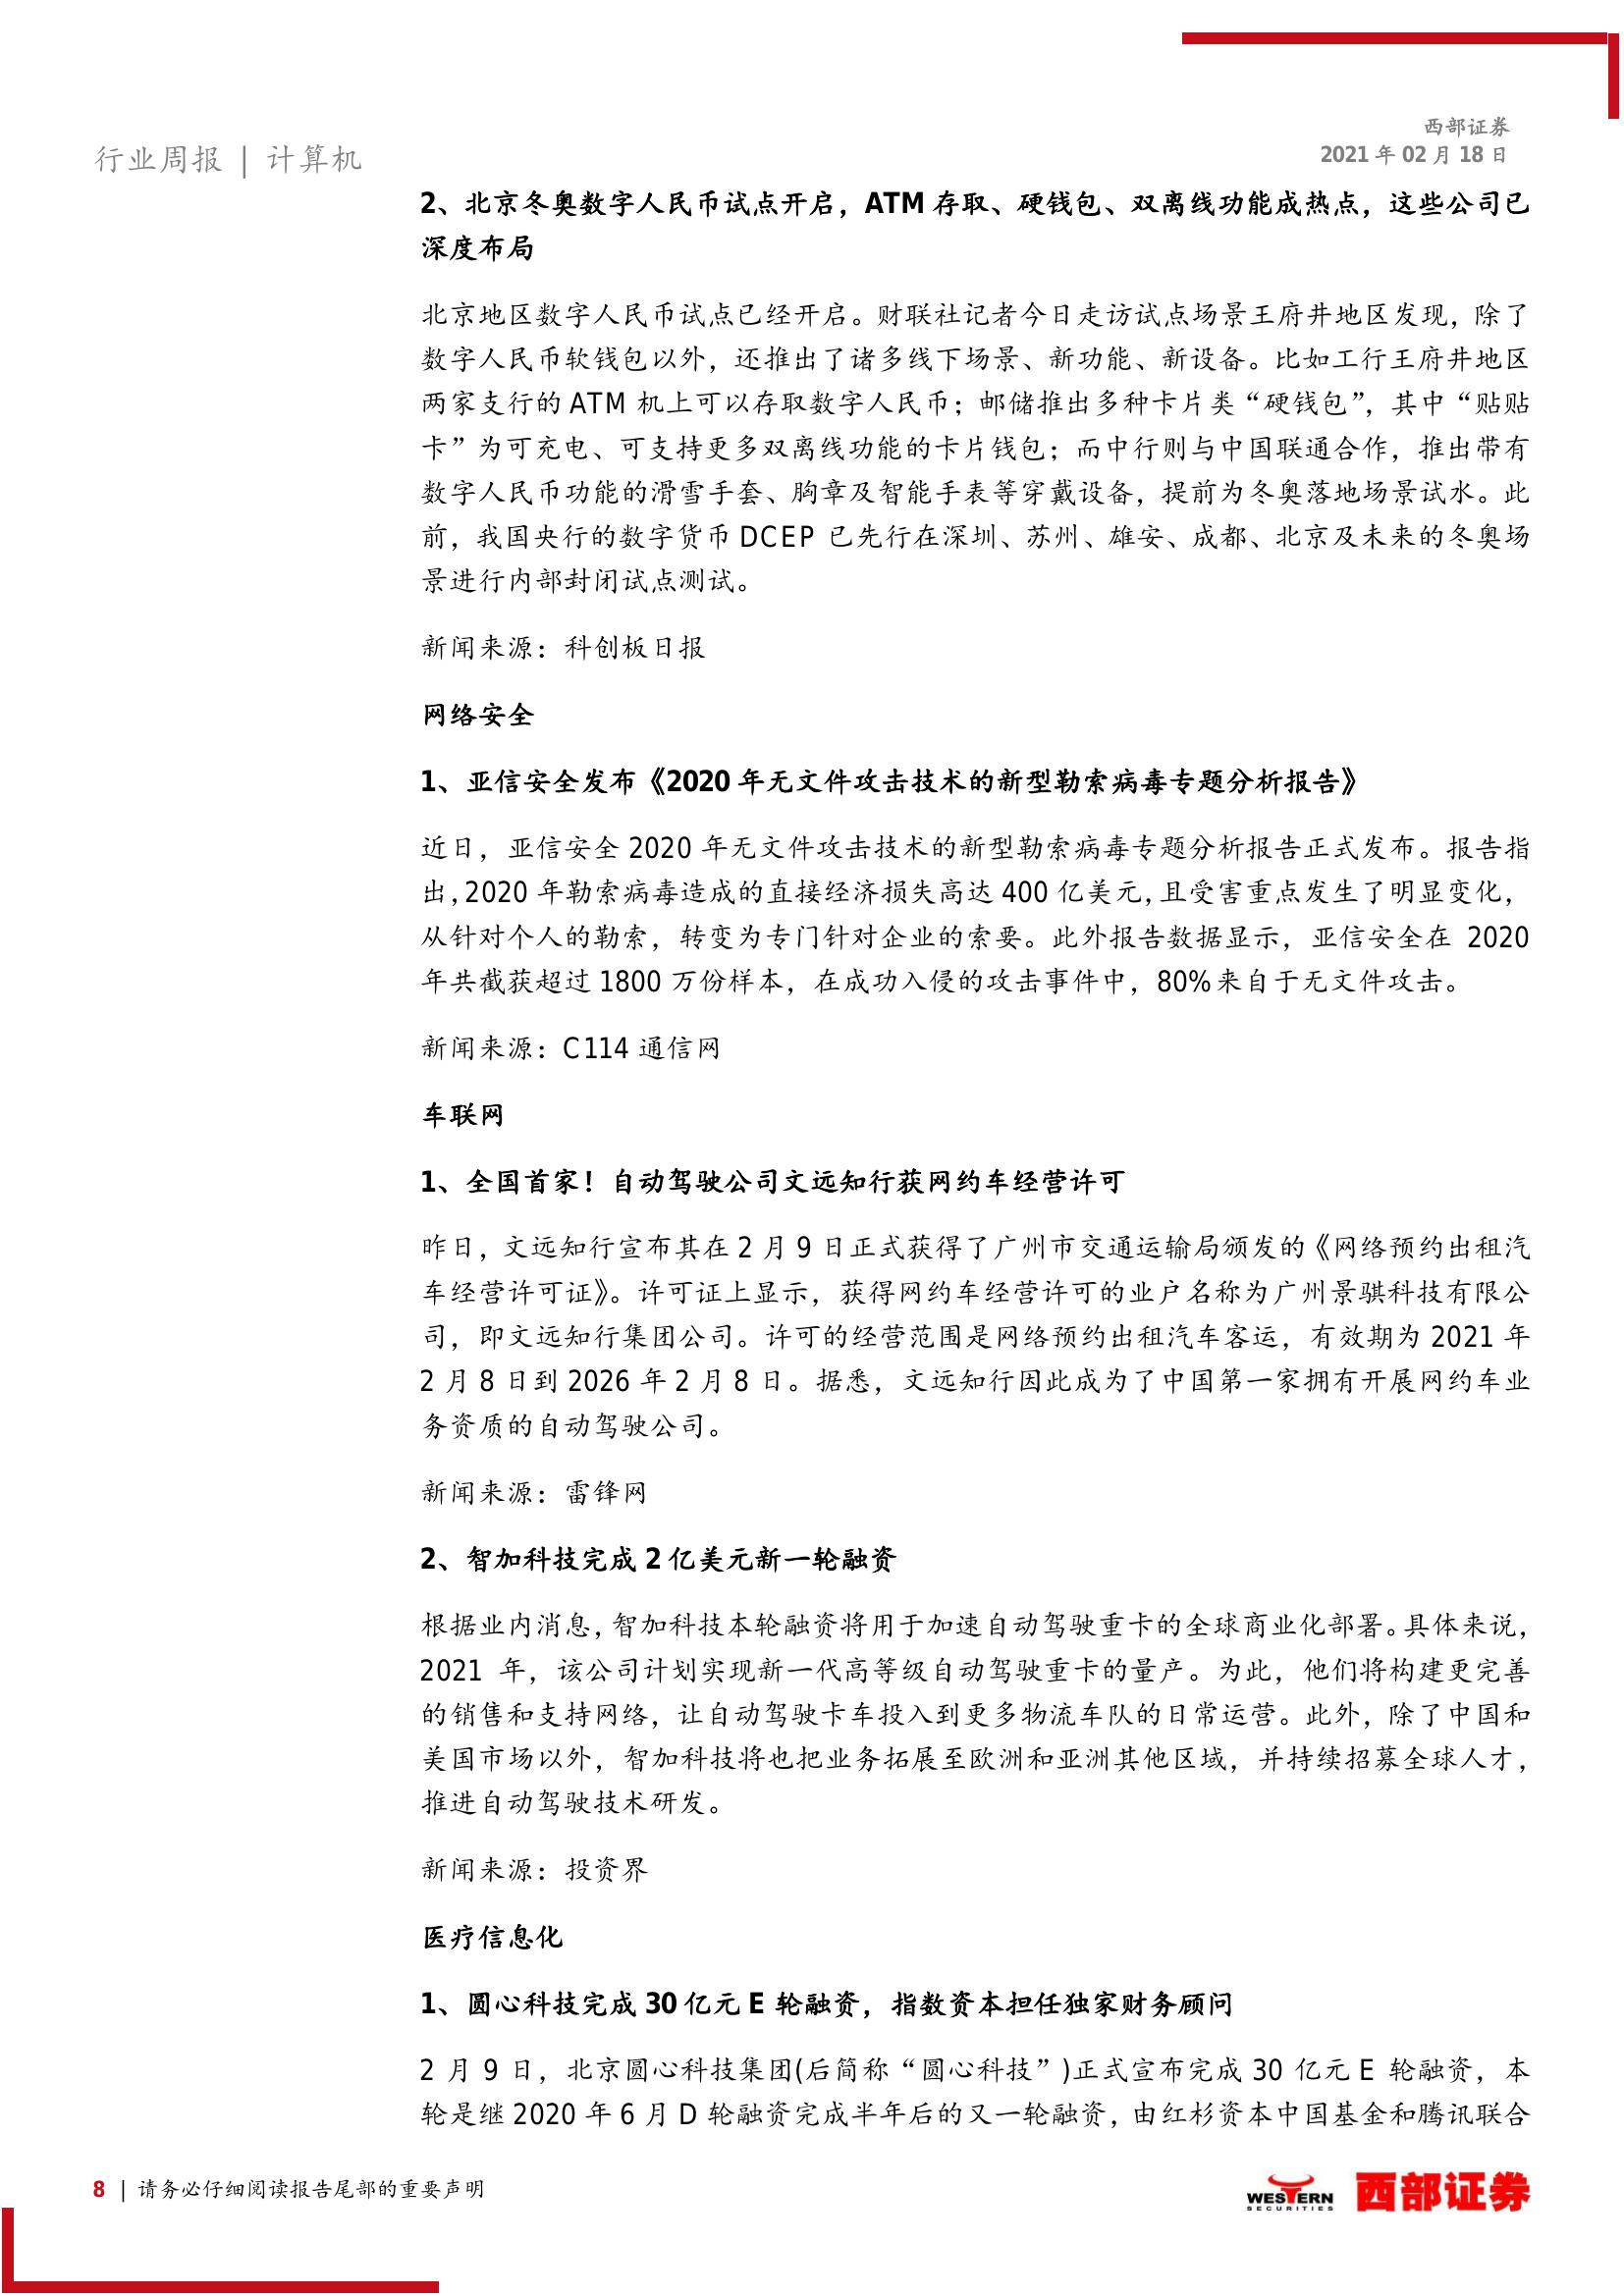 西部证券
2021 年 02 月 18 日
行业周报 | 计算机
2、北京冬奥数字人民币试点开启，ATM 存取、硬钱包、双离线功能成热点，这些公司已
深度布局
北京地区数字人民币试点已经开启。财联社记者今日走访试点场景王府井地区发现，除了
数字人民币软钱包以外，还推出了诸多线下场景、新功能、新设备。比如工行王府井地区
两家支行的 ATM 机上可以存取数字人民币；邮储推出多种卡片类“硬钱包”，其中“贴贴
卡”为可充电、可支持更多双离线功能的卡片钱包；而中行则与中国联通合作，推出带有
数字人民币功能的滑雪手套、胸章及智能手表等穿戴设备，提前为冬奥落地场景试水。此
前，我国央行的数字货币 DCEP 已先行在深圳、苏州、雄安、成都、北京及未来的冬奥场
景进行内部封闭试点测试。
新闻来源：科创板日报
网络安全
1、亚信安全发布《2020 年无文件攻击技术的新型勒索病毒专题分析报告》
近日，亚信安全 2020 年无文件攻击技术的新型勒索病毒专题分析报告正式发布。报告指
出，2020 年勒索病毒造成的直接经济损失高达 400 亿美元，且受害重点发生了明显变化，
从针对个人的勒索，转变为专门针对企业的索要。此外报告数据显示，亚信安全在 2020
年共截获超过 1800 万份样本，在成功入侵的攻击事件中，80%来自于无文件攻击。
新闻来源：C114 通信网
车联网
1、全国首家！自动驾驶公司文远知行获网约车经营许可
昨日，文远知行宣布其在 2 月 9 日正式获得了广州市交通运输局颁发的《网络预约出租汽
车经营许可证》。许可证上显示，获得网约车经营许可的业户名称为广州景骐科技有限公
司，即文远知行集团公司。许可的经营范围是网络预约出租汽车客运，有效期为 2021 年
2 月 8 日到 2026 年 2 月 8 日。据悉，文远知行因此成为了中国第一家拥有开展网约车业
务资质的自动驾驶公司。
新闻来源：雷锋网
2、智加科技完成 2 亿美元新一轮融资
根据业内消息，智加科技本轮融资将用于加速自动驾驶重卡的全球商业化部署。具体来说，
2021 年，该公司计划实现新一代高等级自动驾驶重卡的量产。为此，他们将构建更完善
的销售和支持网络，让自动驾驶卡车投入到更多物流车队的日常运营。此外，除了中国和
美国市场以外，智加科技将也把业务拓展至欧洲和亚洲其他区域，并持续招募全球人才，
推进自动驾驶技术研发。
新闻来源：投资界
医疗信息化
1、圆心科技完成 30 亿元 E 轮融资，指数资本担任独家财务顾问
2 月 9 日，北京圆心科技集团(后简称“圆心科技”)正式宣布完成 30 亿元 E 轮融资，本
轮是继 2020 年 6 月 D 轮融资完成半年后的又一轮融资，由红杉资本中国基金和腾讯联合
8 | 请务必仔细阅读报告尾部的重要声明
WESTERN
SECURITIES
西部证券